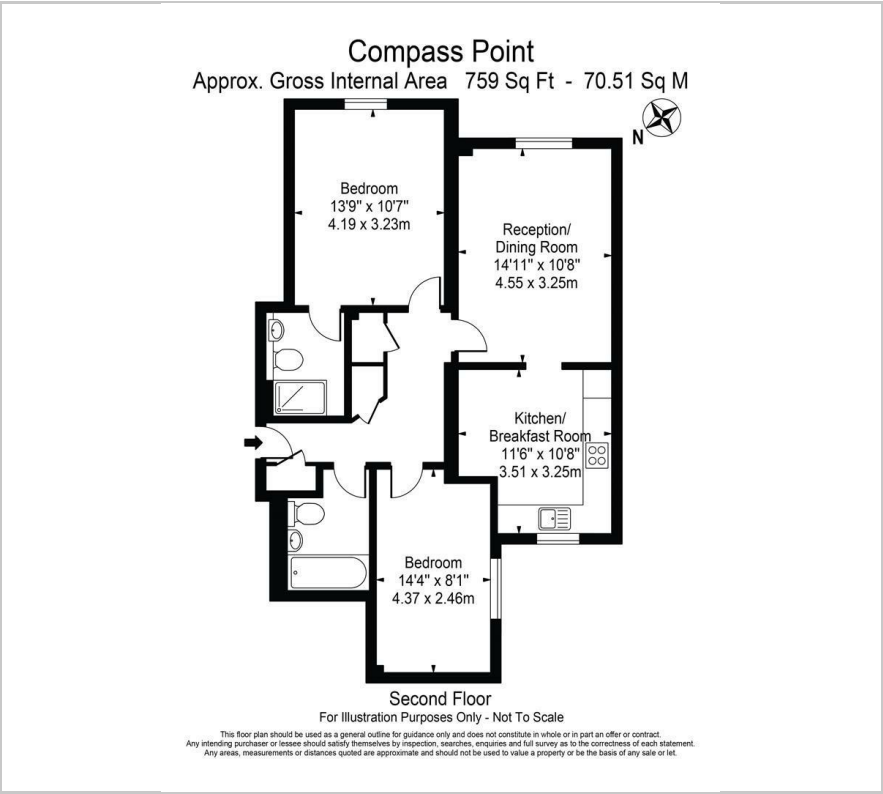 Compass Point
Approx. Gross Internal Area 759 Sq Ft - 70.51 Sq M
N
Bedroom
13'9" x 10'7"
4.19 x 3.23m
Reception/
Dining Room
14'11" x 10'8"
4.55 x 3.25m
Kitchen/
Breakfast Room
11'6" x 10'8"
3.51 x 3.25m
Bedroom
14'4" x 8'1"
4.37 x 2.46m
Second Floor
For Illustration Purposes Only - Not To Scale
This floor plan should be used as a general outline for guidance only and does not constitute in whole or in part an offer or contract.
Any intending purchaser or lessee should satisfy themselves by inspection, searches, enquiries and full survey as to the correctness of each statement.
Any areas, measurements or distances quoted are approximate and should not be used to value a property or be the basis of any sale or let.